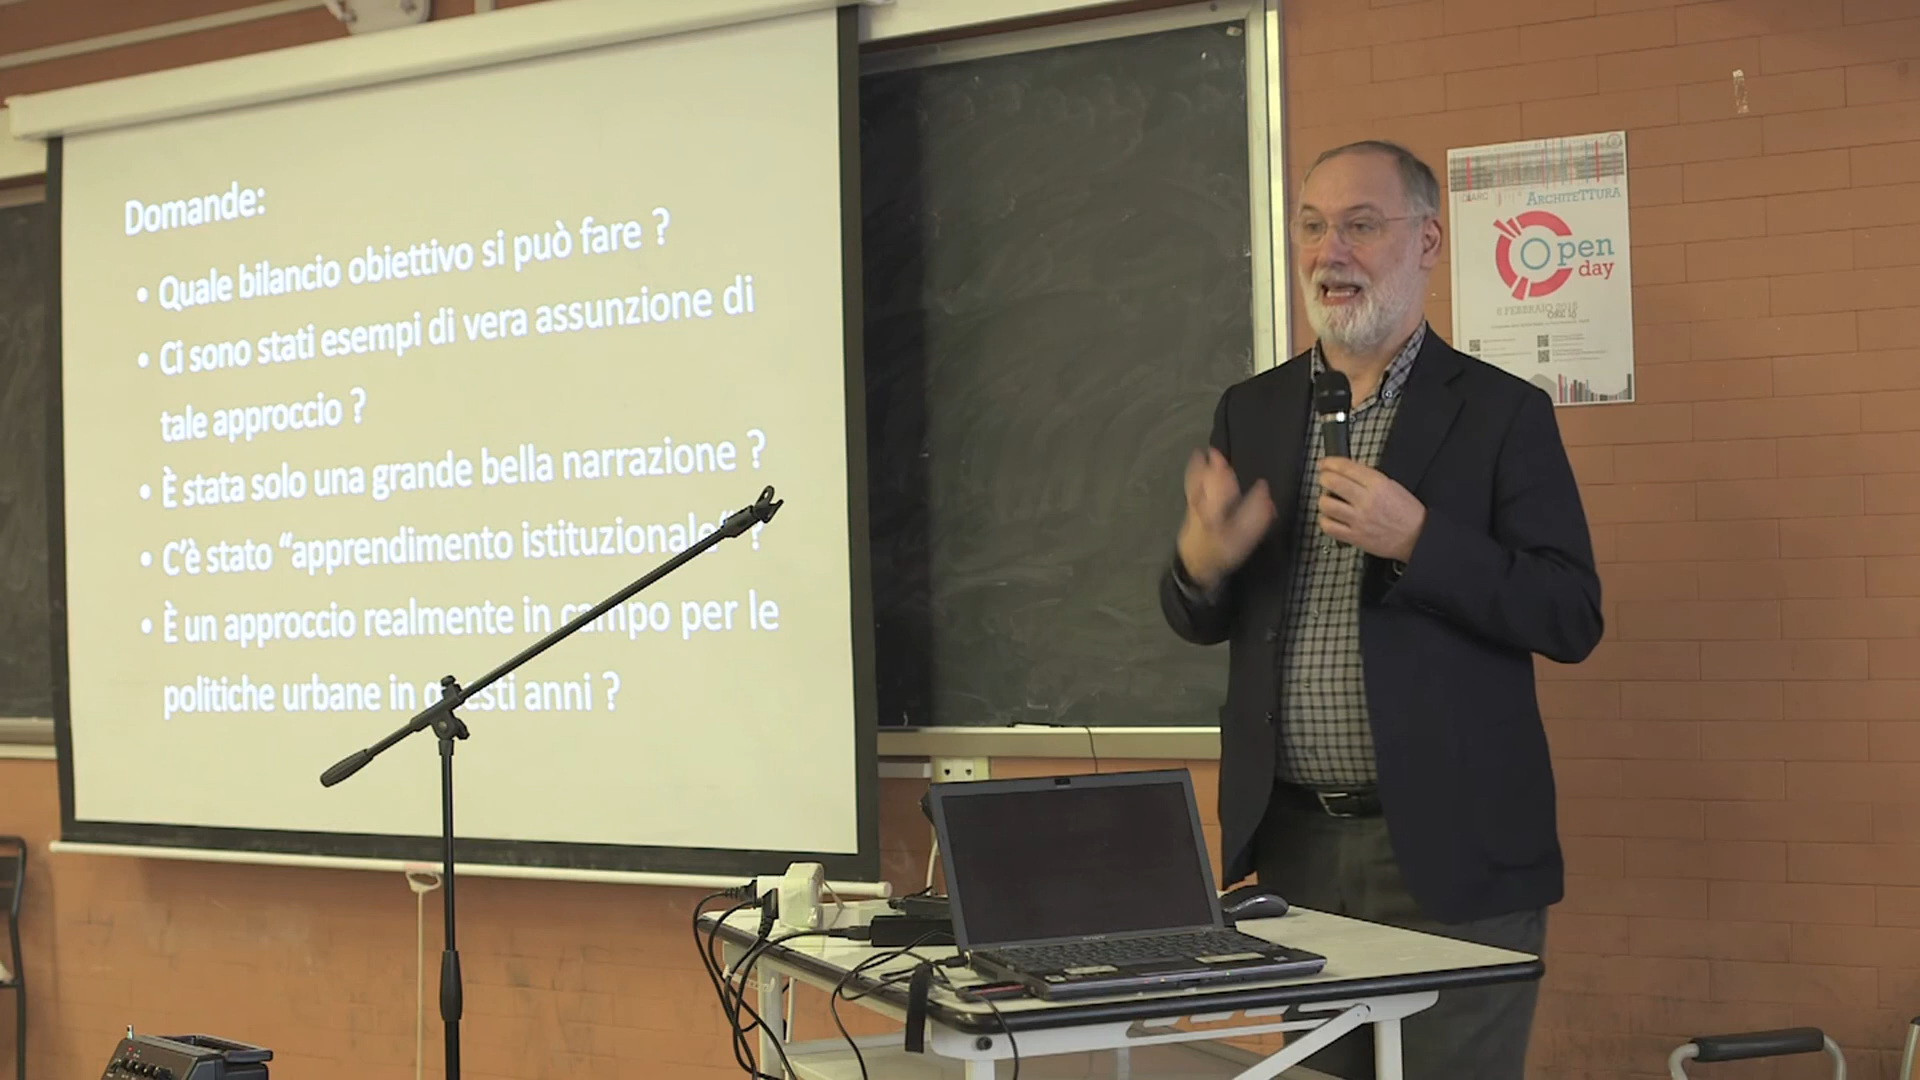 Domande:
• Quale bilancio obiettivo si può fare ?
• Ci sono stati esempi di vera assunzione di
tale approccio ?
• È stata solo una grande bella narrazione ?
• C'è stato “apprendimento istituzionale“ ?
• È un approccio realmente in campo per le
politiche urbane in questi anni ?
ARCHITETTURA
Open
day
FEBBRAIO